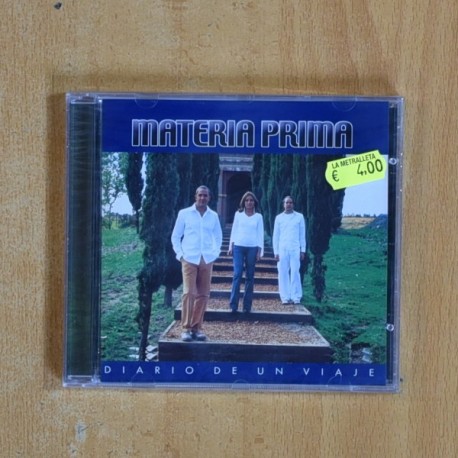 MATERIA PRIMA
LA METRALLETA
€ 4,00
DIARIO DE UN VIAJE